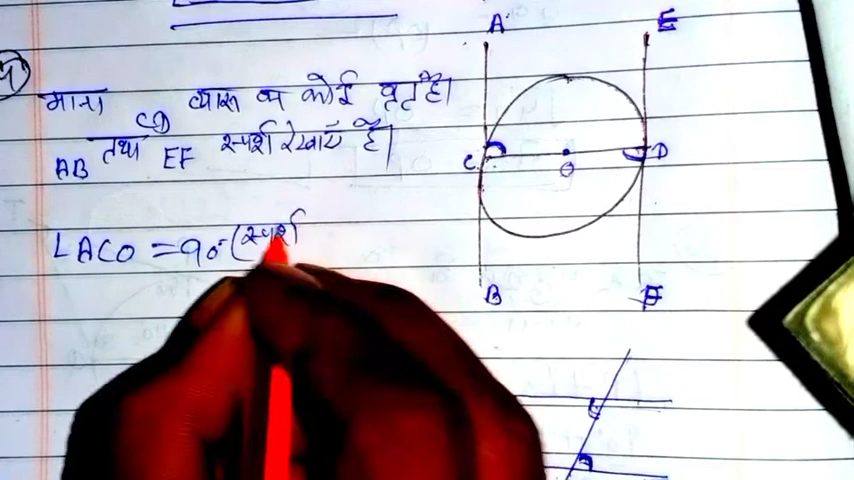 माना CD व्यास का कोई वृत्त है।
AB तथा EF स्पर्श रेखाएँ है।
∠ACO = 90° (स्पर्श
A
E
C
O
D
B
F